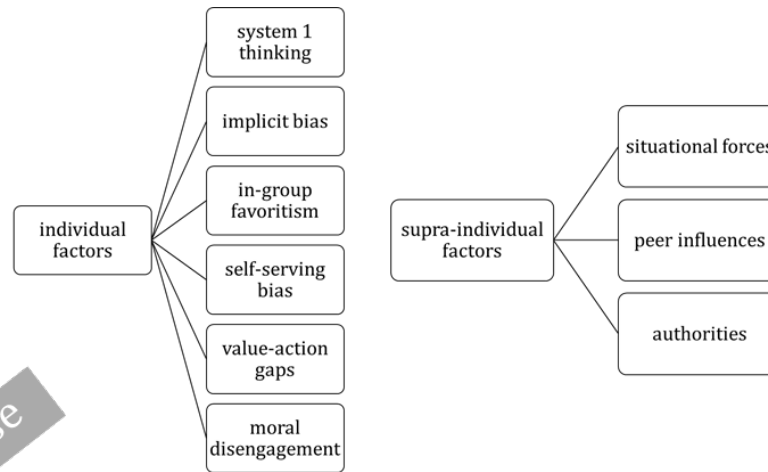 system 1
thinking
implicit bias
in-group
favoritism
individual
factors
self-serving
bias
value-action
gaps
moral
disengagement
supra-individual
factors
situational forces
peer influences
authorities